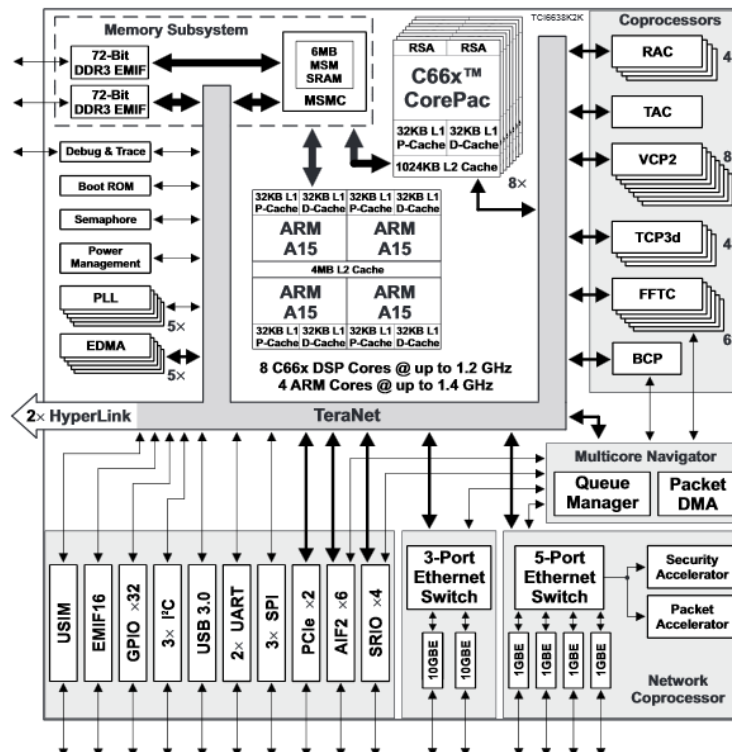 TCI6638K2K
Memory Subsystem
72-Bit
DDR3 EMIF
72-Bit
DDR3 EMIF
6MB
MSM
SRAM
MSMC
RSA RSA
C66x™
CorePac
32KB L1 32KB L1
P-Cache D-Cache
1024KB L2 Cache
8×
Coprocessors
RAC
4
TAC
VCP2
8
TCP3d
4
FFTC
6
BCP
Debug & Trace
Boot ROM
Semaphore
Power
Management
PLL
5×
EDMA
5×
32KB L1 32KB L1 32KB L1 32KB L1
P-Cache D-Cache P-Cache D-Cache
ARM ARM
A15 A15
4MB L2 Cache
ARM ARM
A15 A15
32KB L1 32KB L1 32KB L1 32KB L1
P-Cache D-Cache P-Cache D-Cache
8 C66x DSP Cores @ up to 1.2 GHz
4 ARM Cores @ up to 1.4 GHz
2× HyperLink
TeraNet
Multicore Navigator
Queue
Manager
Packet
DMA
USIM
EMIF16
GPIO ×32
3× I²C
USB 3.0
2× UART
3× SPI
PCIe ×2
AIF2 ×6
SRIO ×4
3-Port
Ethernet
Switch
10GBE
10GBE
5-Port
Ethernet
Switch
1GBE
1GBE
1GBE
1GBE
Security
Accelerator
Packet
Accelerator
Network
Coprocessor